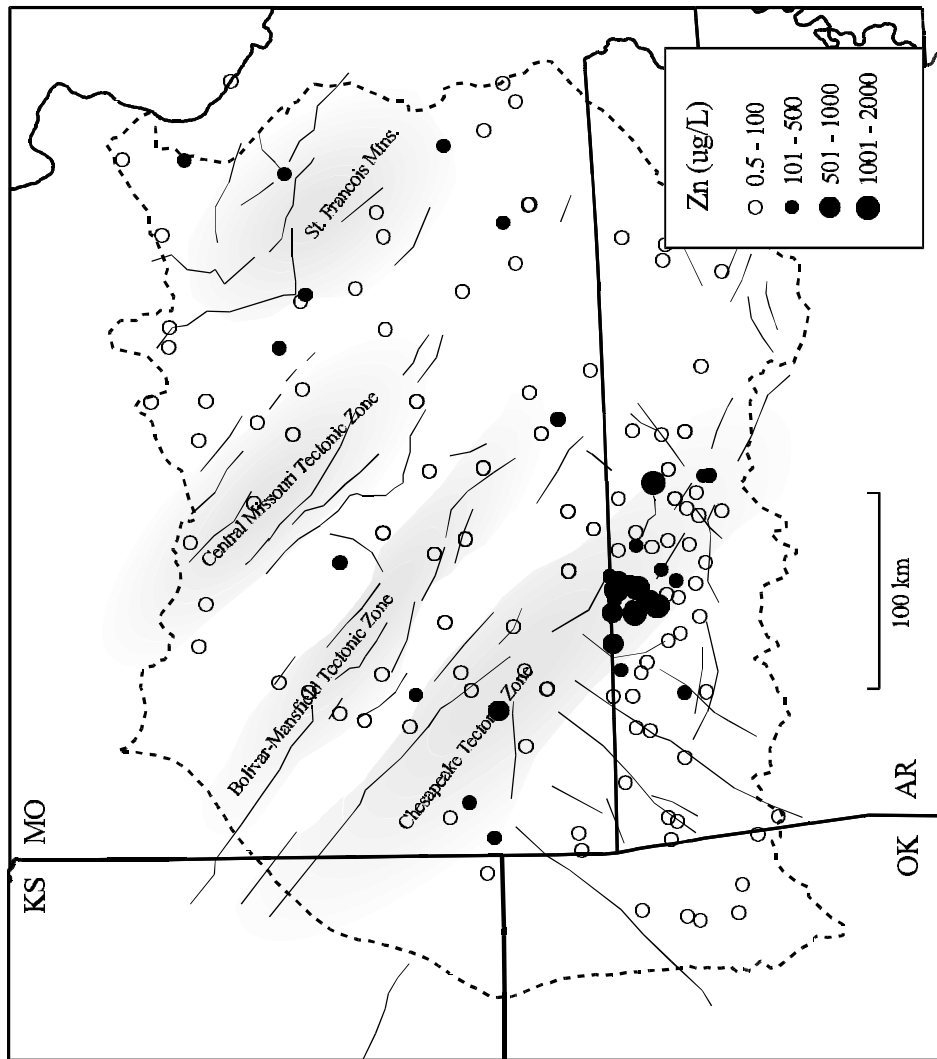 KS
MO
OK
AR
St. Francois Mtns.
Central Missouri Tectonic Zone
Bolivar-Mansfield Tectonic Zone
Chesapeake Tectonic Zone
Zn (ug/L)
0.5 - 100
101 - 500
501 - 1000
1001 - 2000
100 km